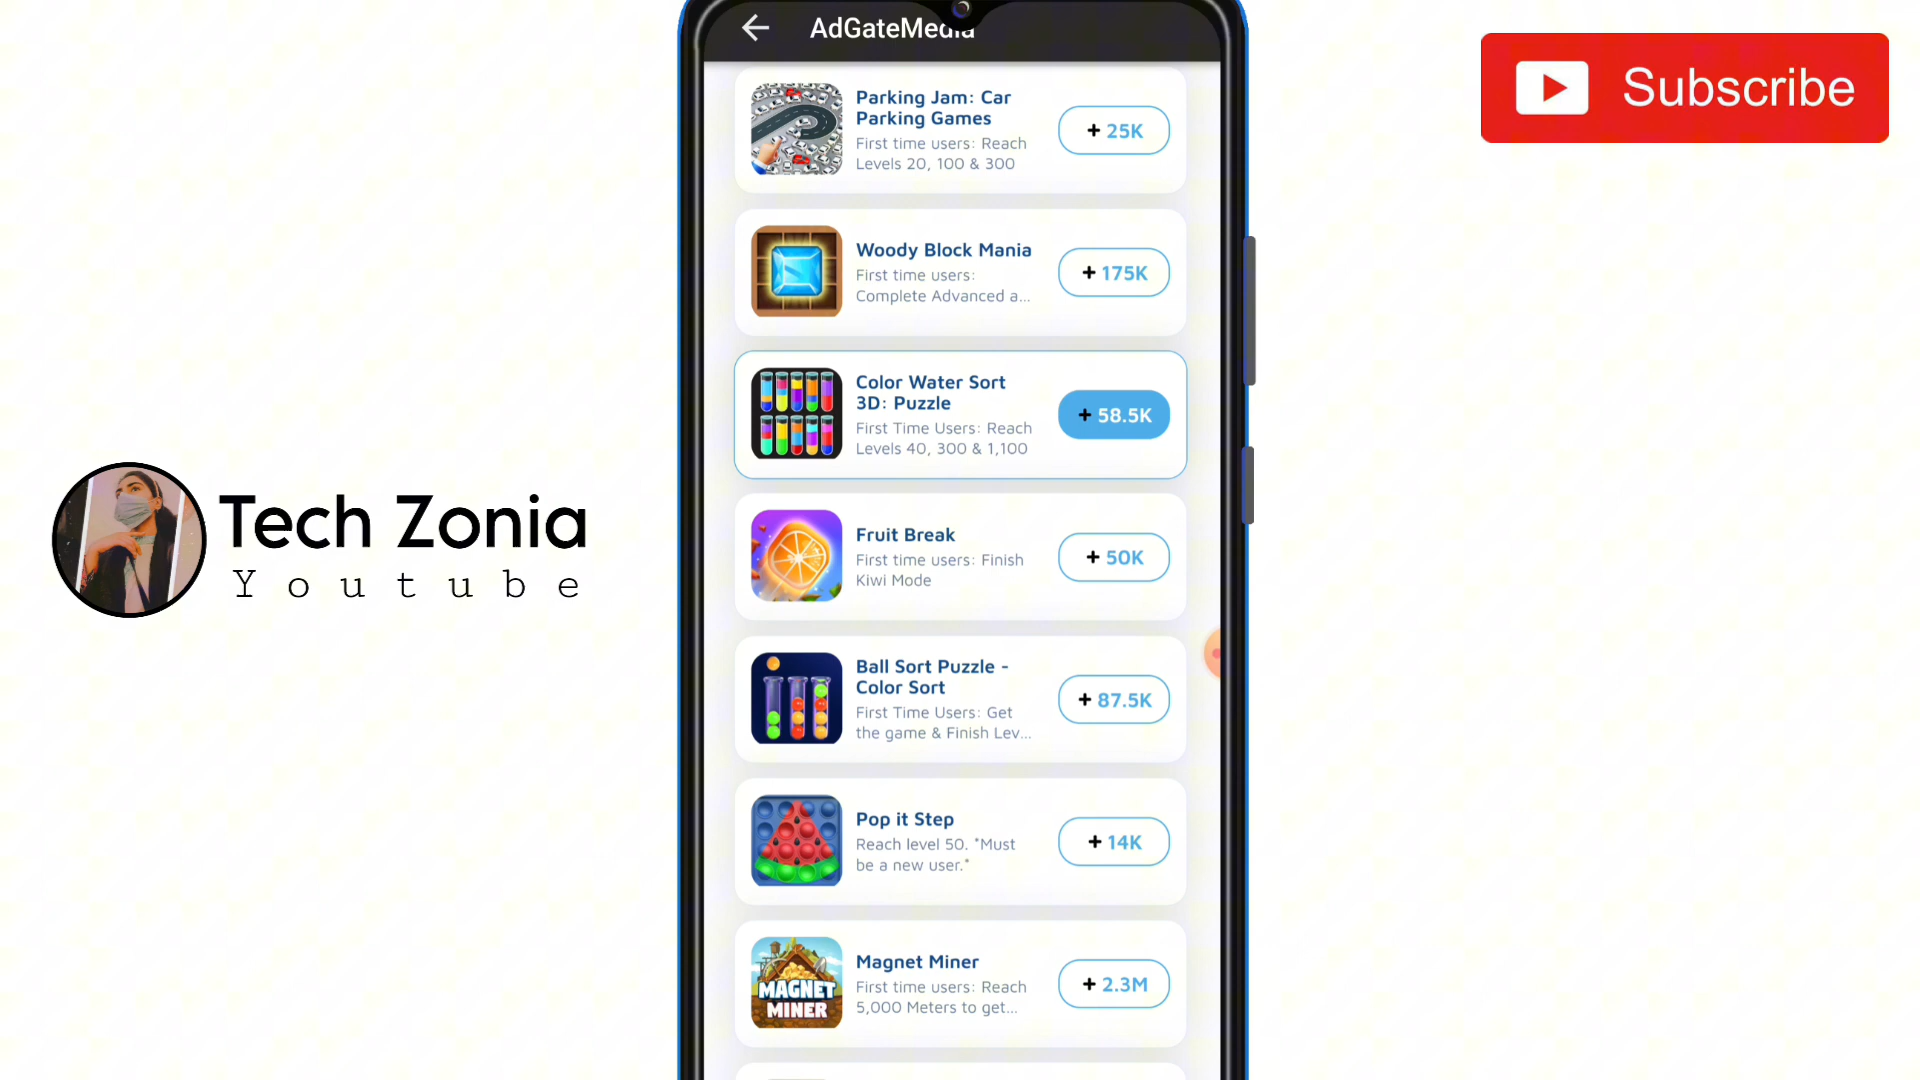 AdGateMedia
Subscribe
Parking Jam: Car
Parking Games
First time users: Reach
Levels 20, 100 & 300
+ 25K
Woody Block Mania
First time users:
Complete Advanced a...
+ 175K
Color Water Sort
3D: Puzzle
First Time Users: Reach
Levels 40, 300 & 1,100
+ 58.5K
Tech Zonia
Youtube
Fruit Break
First time users: Finish
Kiwi Mode
+ 50K
Ball Sort Puzzle -
Color Sort
First Time Users: Get
the game & Finish Lev...
+ 87.5K
Pop it Step
Reach level 50. *Must
be a new user.*
+ 14K
MAGNET
MINER
Magnet Miner
First time users: Reach
5,000 Meters to get...
+ 2.3M